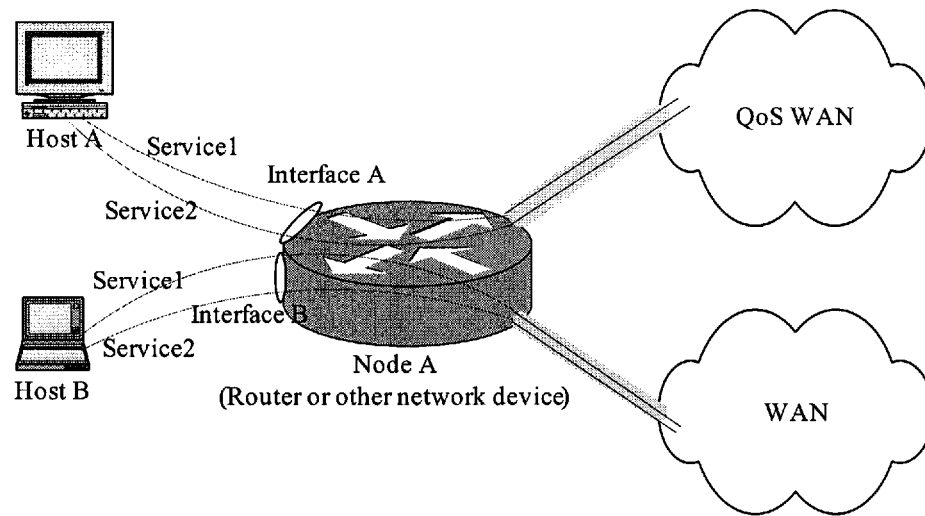 QoS WAN
Host A
Service1
Interface A
Service2
Service1
Interface B
Service2
Host B
Node A
(Router or other network device)
WAN